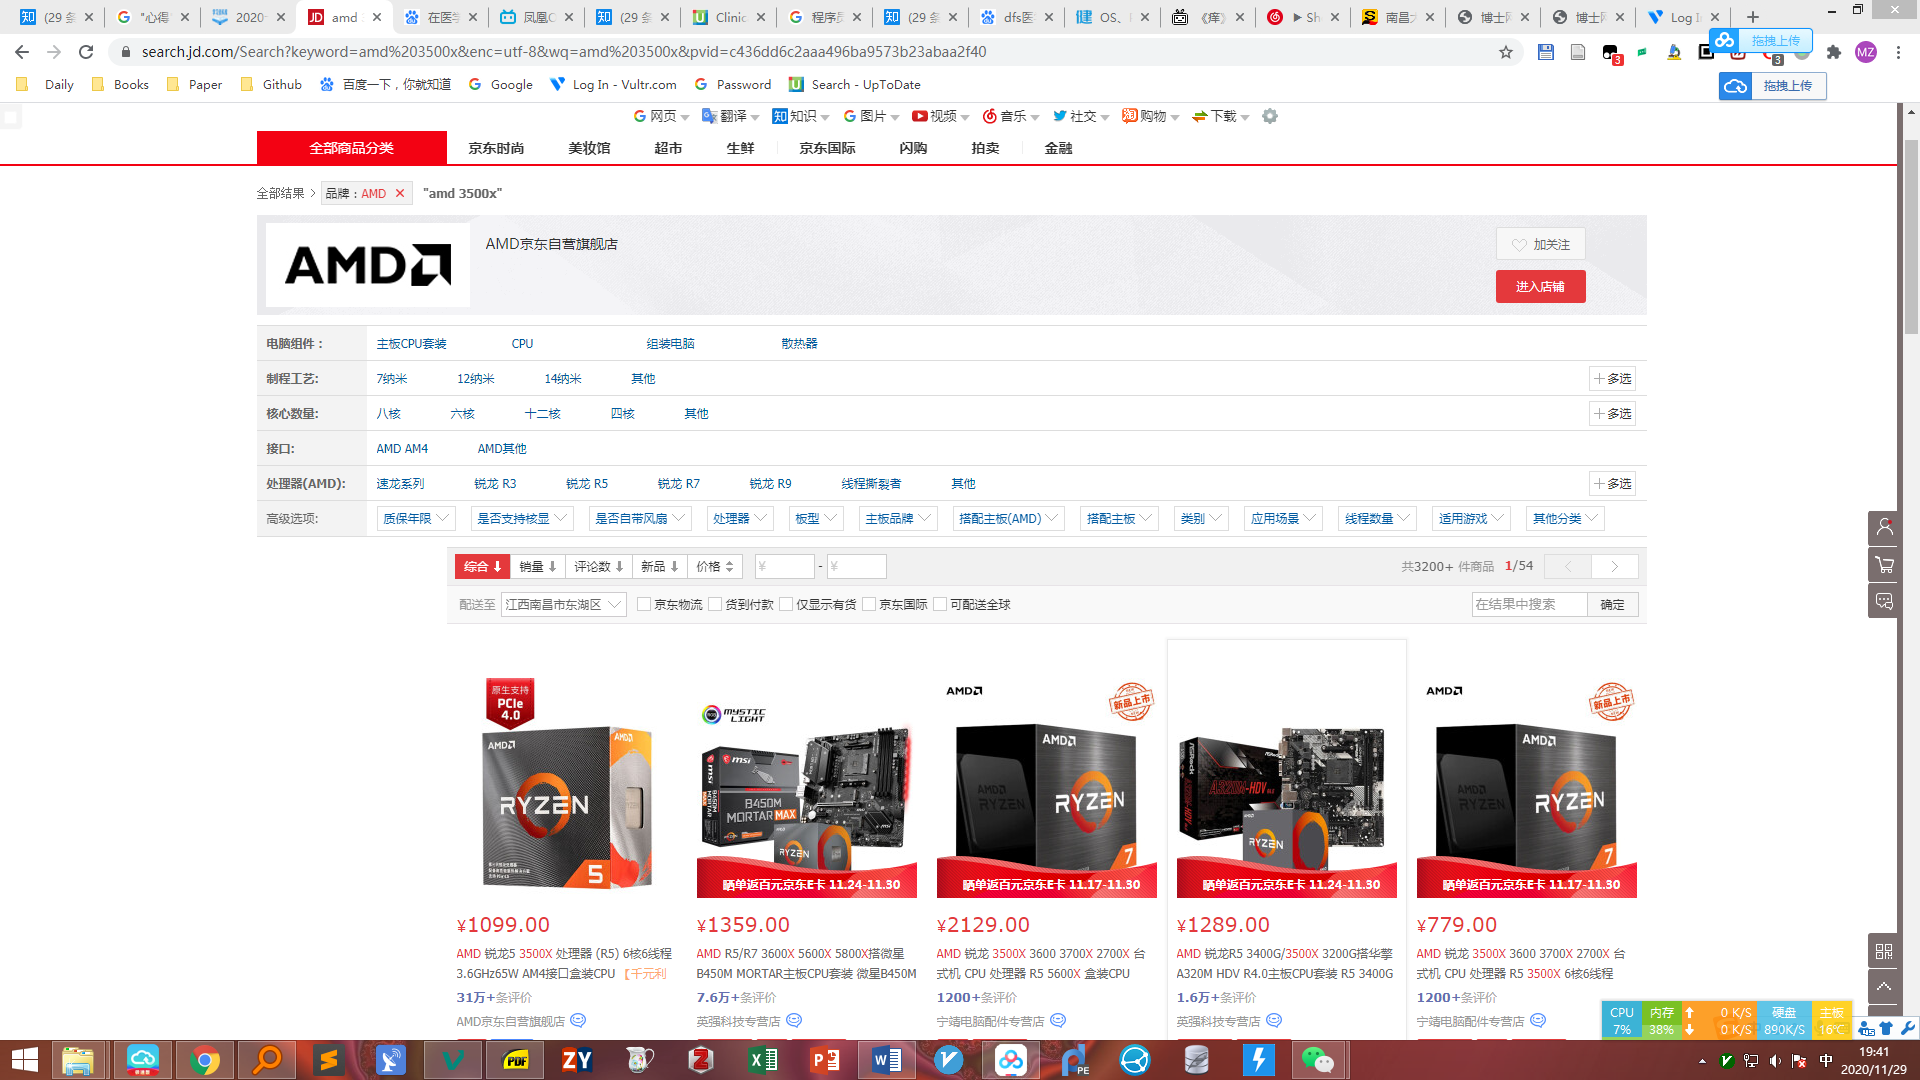 (29 条
"心得"
2020
amd
在医学
凤凰C
(29 条
Clinic
程序员
(29 条
dfs医
OS、
《痒》
▶ Sh
南昌大
博士网
博士网
Log In
search.jd.com/Search?keyword=amd%203500x&enc=utf-8&wq=amd%203500x&pvid=c436dd6c2aaa496ba9573b23abaa2f40
拖拽上传
3
3
MZ
Daily
Books
Paper
Github
百度一下，你就知道
Google
Log In - Vultr.com
Password
Search - UpToDate
拖拽上传
网页
翻译
知识
图片
视频
音乐
社交
购物
下载
全部商品分类
京东时尚
美妆馆
超市
生鲜
京东国际
闪购
拍卖
金融
全部结果 > 品牌：AMD × "amd 3500x"
AMD
AMD京东自营旗舰店
加关注
进入店铺
电脑组件： 主板CPU套装 CPU 组装电脑 散热器
制程工艺: 7纳米 12纳米 14纳米 其他 多选
核心数量: 八核 六核 十二核 四核 其他 多选
接口: AMD AM4 AMD其他
处理器(AMD): 速龙系列 锐龙 R3 锐龙 R5 锐龙 R7 锐龙 R9 线程撕裂者 其他 多选
高级选项: 质保年限 是否支持核显 是否自带风扇 处理器 板型 主板品牌 搭配主板(AMD) 搭配主板 类别 应用场景 线程数量 适用游戏 其他分类
综合 销量 评论数 新品 价格 ¥ - ¥ 共3200+ 件商品 1/54
配送至 江西南昌市东湖区 京东物流 货到付款 仅显示有货 京东国际 可配送全球 在结果中搜索 确定
原生支持
PCIe
4.0
AMD
RYZEN
5
¥1099.00
AMD 锐龙5 3500X 处理器 (R5) 6核6线程
3.6GHz65W AM4接口盒装CPU 【千元利
31万+条评价
AMD京东自营旗舰店
MYSTIC
LIGHT
msi
B450M
MORTAR MAX
RYZEN
晒单返百元京东E卡 11.24-11.30
¥1359.00
AMD R5/R7 3600X 5600X 5800X搭微星
B450M MORTAR主板CPU套装 微星B450M
7.6万+条评价
英强科技专营店
AMD
新品上市
AMD
RYZEN
7
晒单返百元京东E卡 11.17-11.30
¥2129.00
AMD 锐龙 3500X 3600 3700X 2700X 台
式机 CPU 处理器 R5 5600X 盒装CPU
1200+条评价
宁靖电脑配件专营店
ASRock
A320M-HDV
RYZEN
晒单返百元京东E卡 11.24-11.30
¥1289.00
AMD 锐龙R5 3400G/3500X 3200G搭华擎
A320M HDV R4.0主板CPU套装 R5 3400G
1.6万+条评价
英强科技专营店
AMD
新品上市
AMD
RYZEN
7
晒单返百元京东E卡 11.17-11.30
¥779.00
AMD 锐龙 3500X 3600 3700X 2700X 台
式机 CPU 处理器 R5 3500X 6核6线程
1200+条评价
宁靖电脑配件专营店
CPU 内存 0 K/S 硬盘 主板
7% 38% 0 K/S 890K/S 16°C
PDF
ZY
PE
中
19:41
2020/11/29